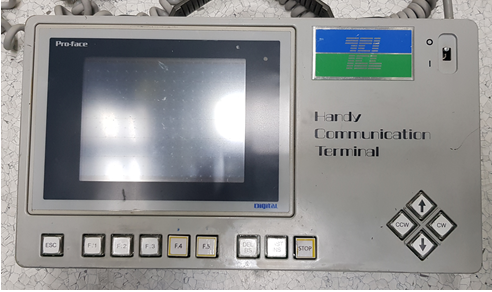 Pro-face
Handy
Communication
Terminal
Digital
ESC
F.1
F.2
F.3
F.4
F.5
STOP
CCW
CW
O
I